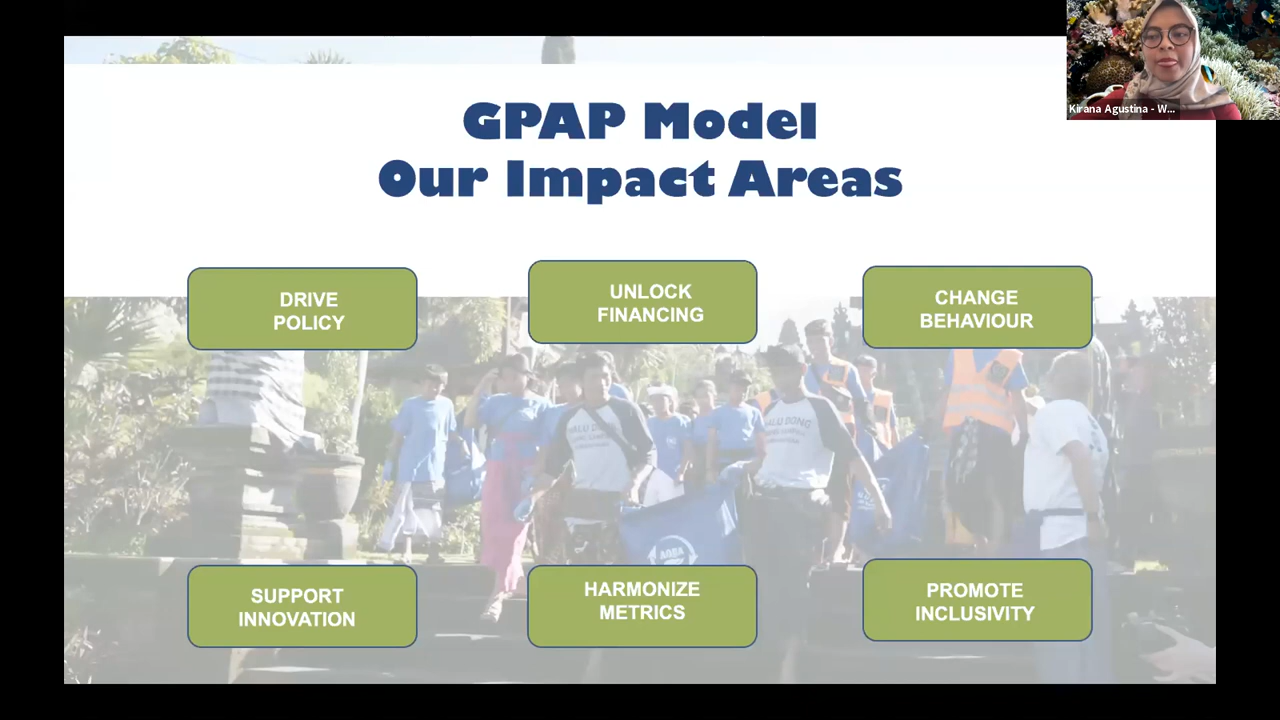 GPAP Model
Our Impact Areas
Kirana Agustina - W...
DRIVE
POLICY
UNLOCK
FINANCING
CHANGE
BEHAVIOUR
SUPPORT
INNOVATION
HARMONIZE
METRICS
PROMOTE
INCLUSIVITY